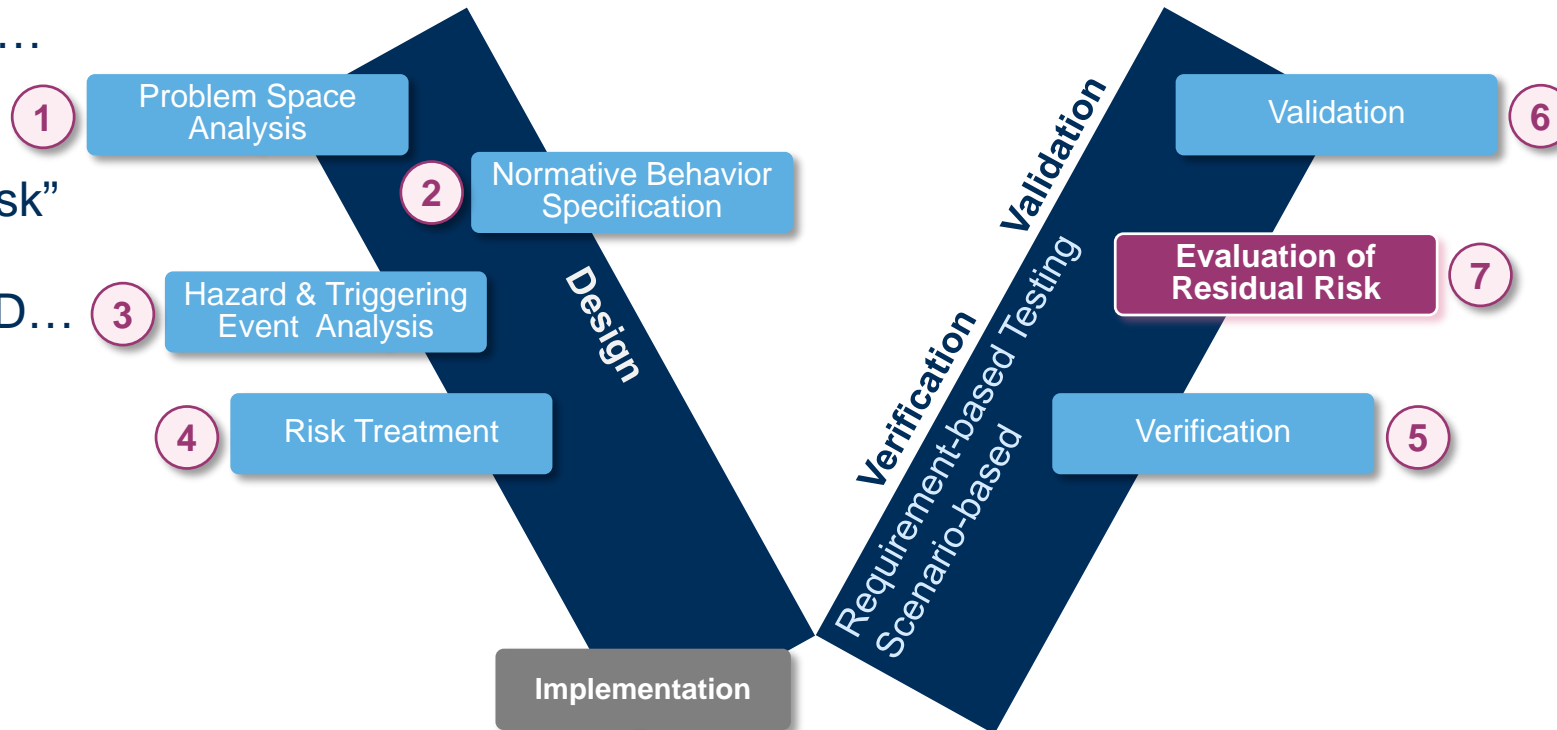 …
sk”
D…
1
Problem Space
Analysis
2
Normative Behavior
Specification
3
Hazard & Triggering
Event Analysis
4
Risk Treatment
Design
Implementation
Verification
Validation
Requirement-based Testing
Scenario-based
Validation
6
Evaluation of
Residual Risk
7
Verification
5